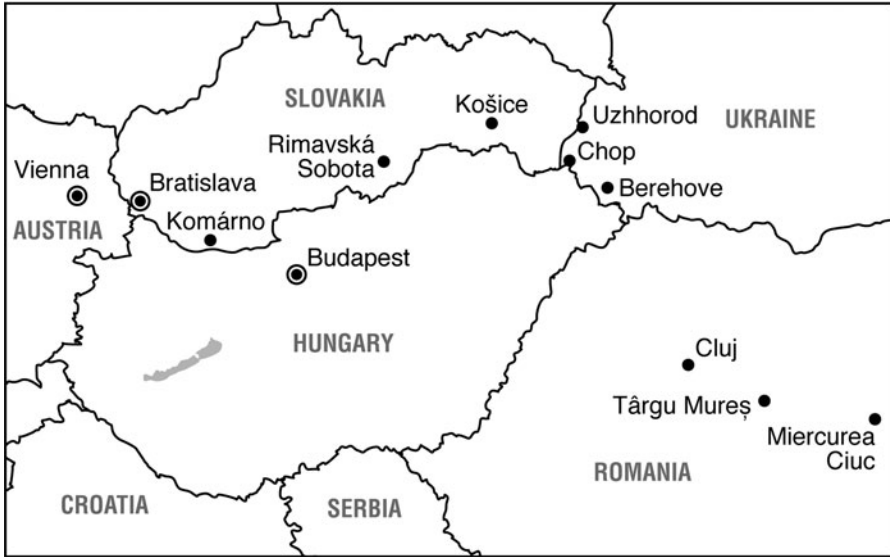 SLOVAKIA
Košice
Uzhhorod
UKRAINE
Rimavská
Sobota
Chop
Vienna
Bratislava
Berehove
AUSTRIA
Komárno
Budapest
HUNGARY
Cluj
Târgu Mureș
Miercurea
Ciuc
ROMANIA
CROATIA
SERBIA